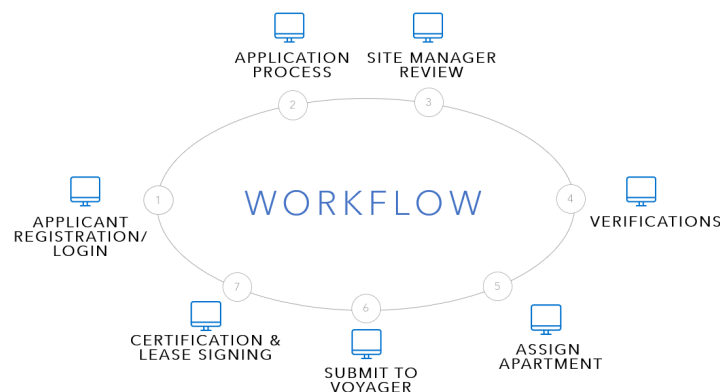 APPLICATION
PROCESS
SITE MANAGER
REVIEW
2
3
1
WORKFLOW
4
APPLICANT
REGISTRATION/
LOGIN
VERIFICATIONS
7
5
6
CERTIFICATION &
LEASE SIGNING
ASSIGN
APARTMENT
SUBMIT TO
VOYAGER